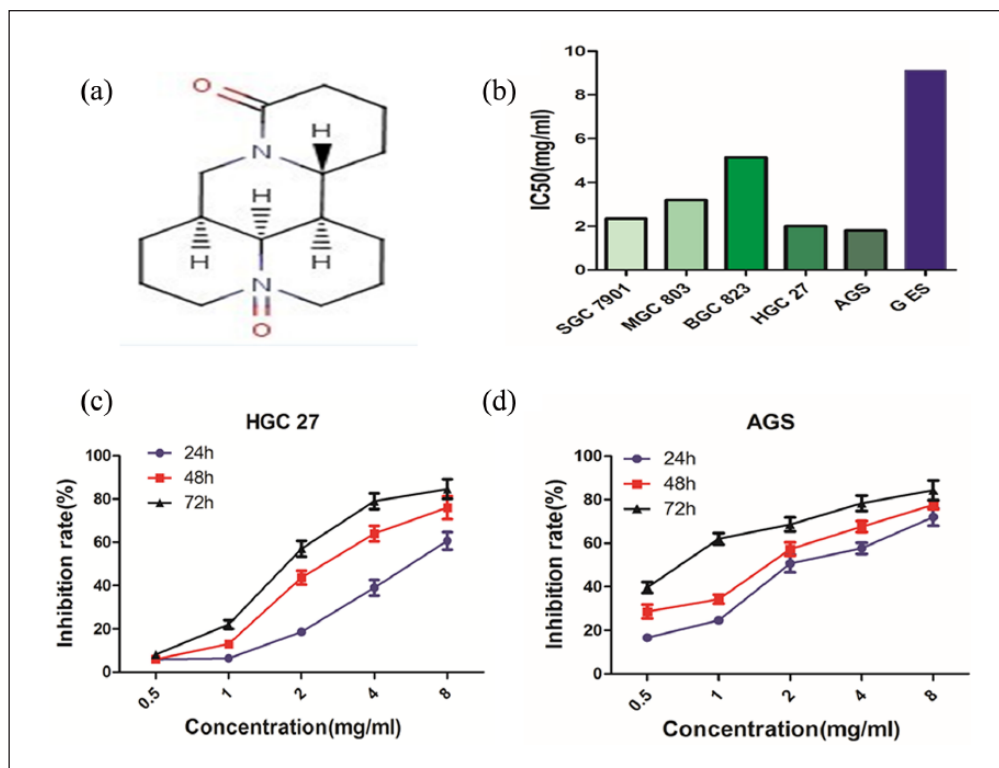 (a)
O
H
N
H
H
H
N
O
(b)
IC50(mg/ml)
10
8
6
4
2
0
SGC 7901
MGC 803
BGC 823
HGC 27
AGS
G ES
(c)
HGC 27
24h
48h
72h
Inhibition rate(%)
100
80
60
40
20
0
0.5
1
2
4
8
Concentration(mg/ml)
(d)
AGS
24h
48h
72h
Inhibition rate(%)
100
80
60
40
20
0
0.5
1
2
4
8
Concentration(mg/ml)